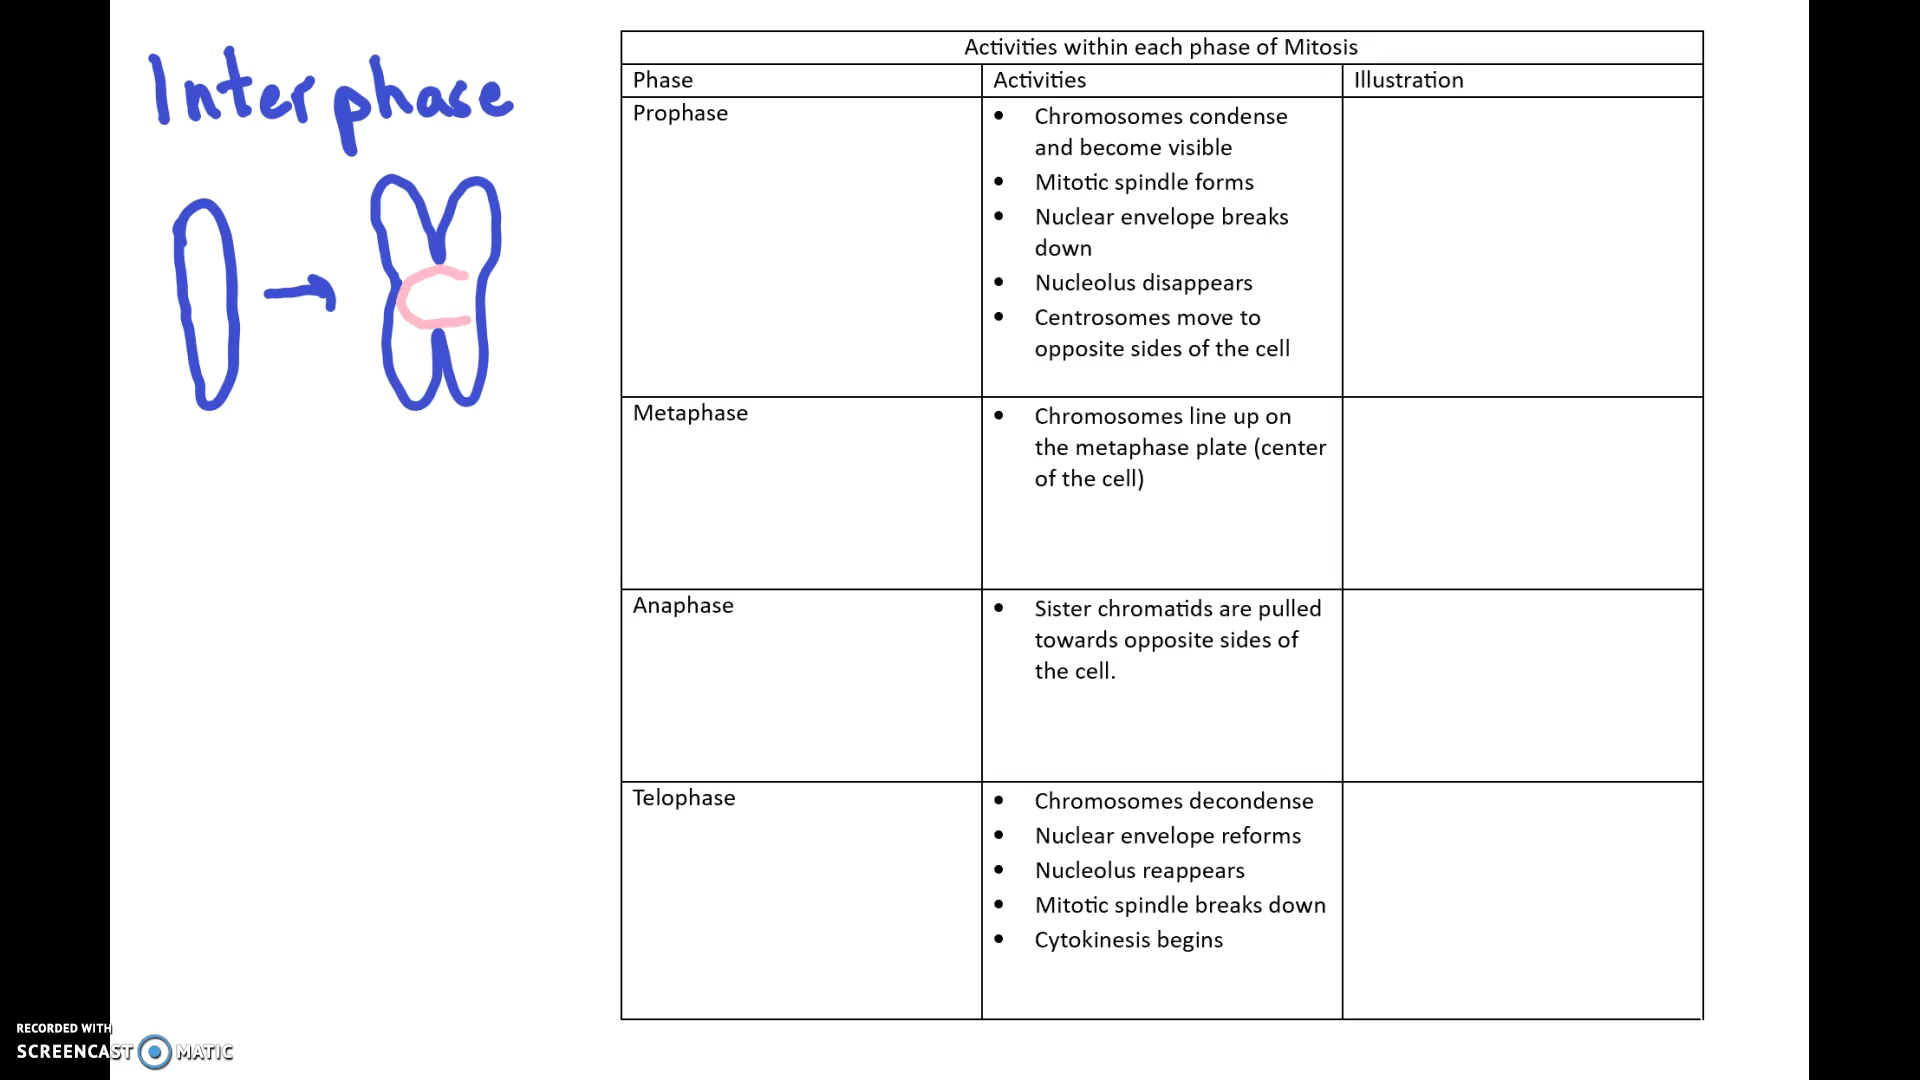 Interphase
Activities within each phase of Mitosis
Phase
Activities
Illustration
Prophase
• Chromosomes condense
and become visible
• Mitotic spindle forms
• Nuclear envelope breaks
down
• Nucleolus disappears
• Centrosomes move to
opposite sides of the cell
Metaphase
• Chromosomes line up on
the metaphase plate (center
of the cell)
Anaphase
• Sister chromatids are pulled
towards opposite sides of
the cell.
Telophase
• Chromosomes decondense
• Nuclear envelope reforms
• Nucleolus reappears
• Mitotic spindle breaks down
• Cytokinesis begins
RECORDED WITH
SCREENCAST MATIC